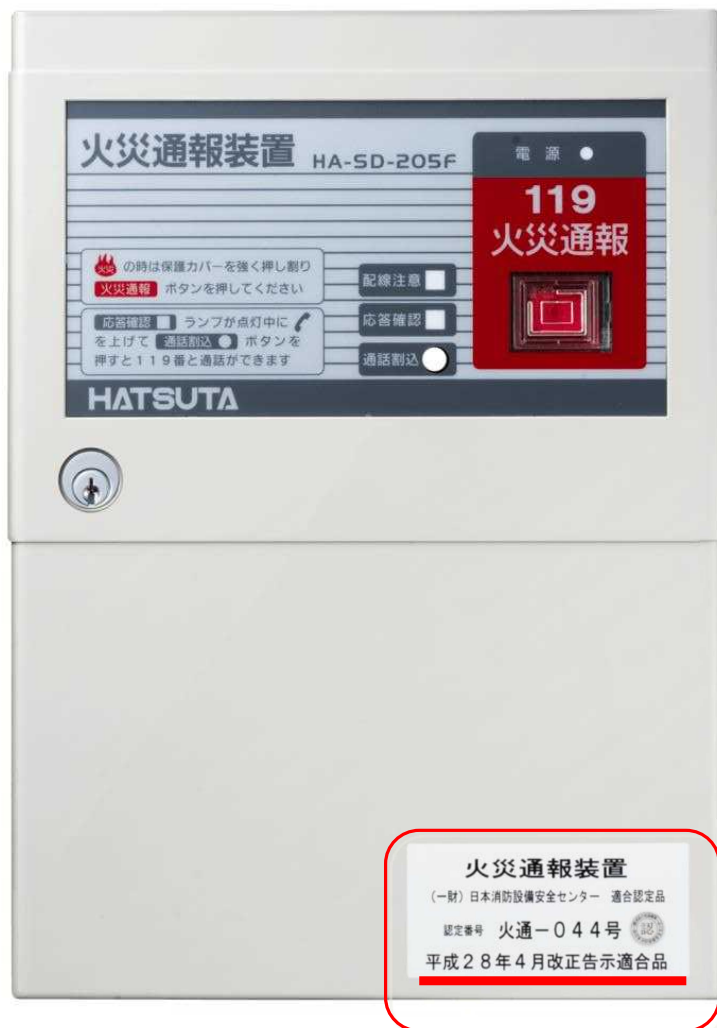 火災通報装置 HA-SD-205F
電源
119
火災通報
火災 の時は保護カバーを強く押し割り
火災通報 ボタンを押してください
応答確認 ランプが点灯中に
を上げて 通話割込 ボタンを
押すと119番と通話ができます
配線注意
応答確認
通話割込
HATSUTA
火災通報装置
(一財)日本消防設備安全センター 適合認定品
認定番号 火通－044号 認
平成28年4月改正告示適合品